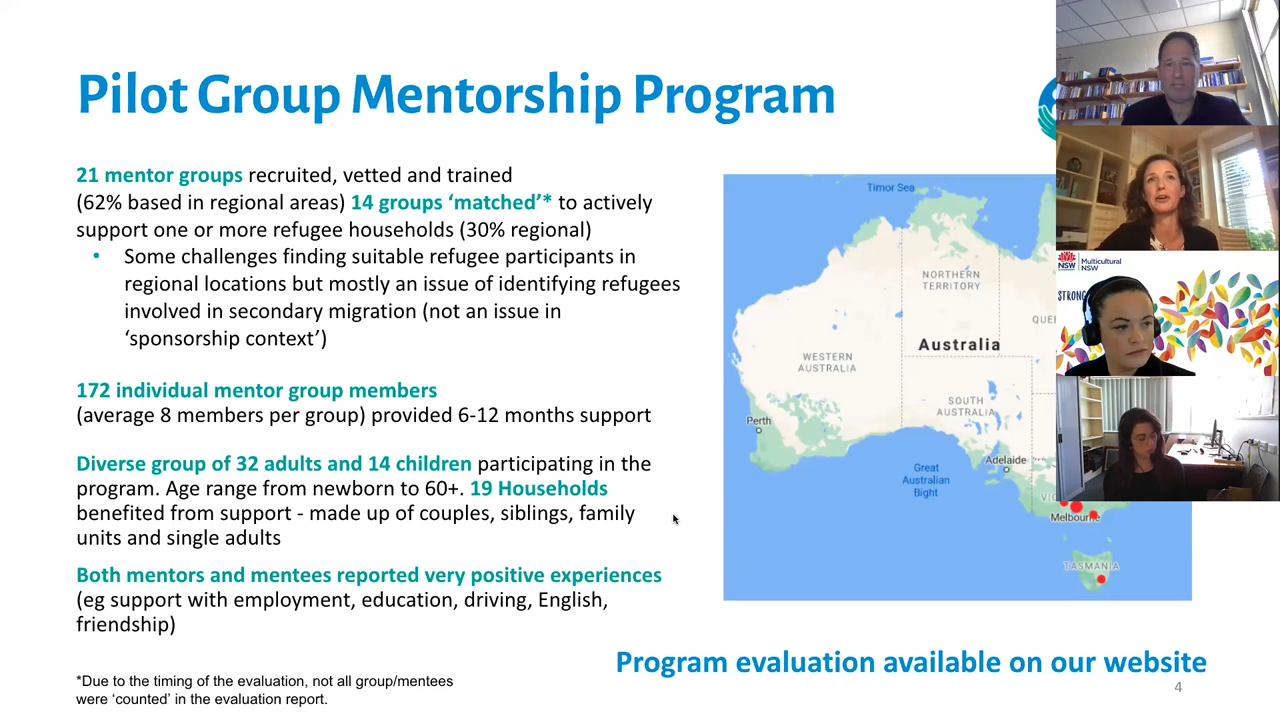 Pilot Group Mentorship Program
21 mentor groups recruited, vetted and trained
(62% based in regional areas) 14 groups ‘matched’* to actively
support one or more refugee households (30% regional)
• Some challenges finding suitable refugee participants in
regional locations but mostly an issue of identifying refugees
involved in secondary migration (not an issue in
‘sponsorship context’)
172 individual mentor group members
(average 8 members per group) provided 6-12 months support
Diverse group of 32 adults and 14 children participating in the
program. Age range from newborn to 60+. 19 Households
benefited from support - made up of couples, siblings, family
units and single adults
Both mentors and mentees reported very positive experiences
(eg support with employment, education, driving, English,
friendship)
*Due to the timing of the evaluation, not all group/mentees
were ‘counted’ in the evaluation report.
Timor Sea
NORTHERN
TERRITORY
QUEE
Australia
WESTERN
AUSTRALIA
SOUTH
AUSTRALIA
Perth
Adelaide
Great
Australian
Bight
VIC
Melbourne
TASMANIA
Program evaluation available on our website
4
NSW
Multicultural
NSW
STRONG